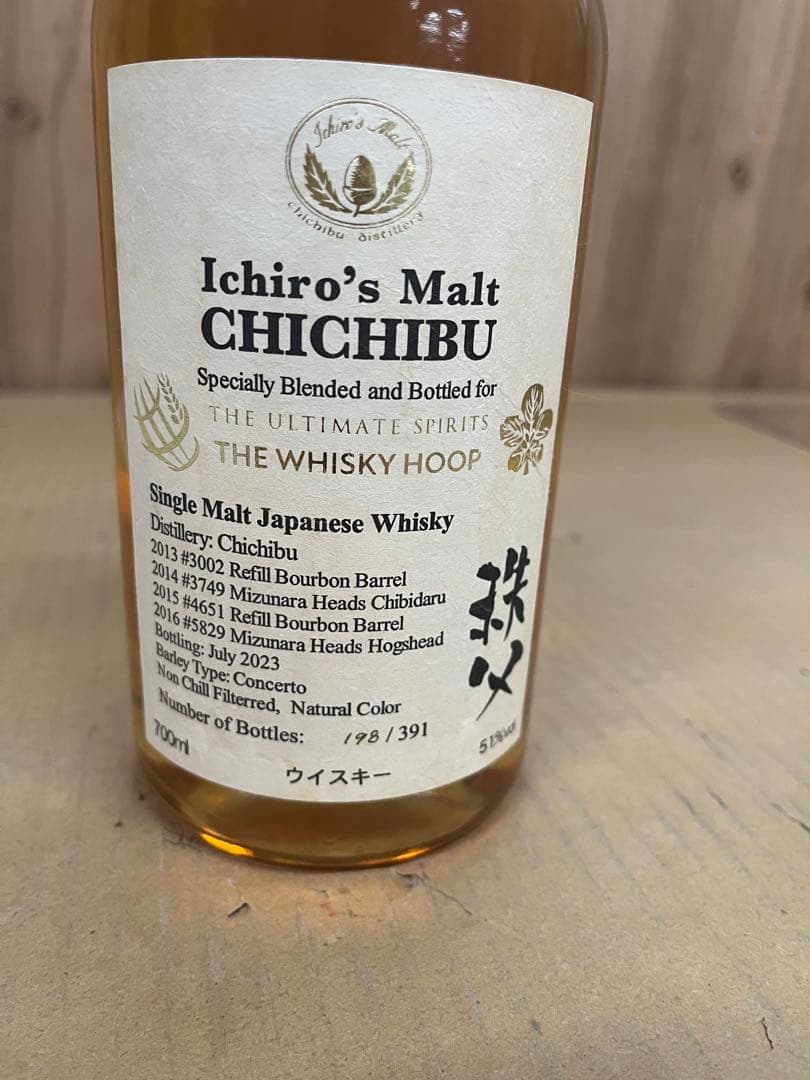 Ichiro's Malt
chichibu distillery
Ichiro's Malt
CHICHIBU
Specially Blended and Bottled for
THE ULTIMATE SPIRITS
THE WHISKY HOOP
Single Malt Japanese Whisky
Distillery: Chichibu
2013 #3002 Refill Bourbon Barrel
2014 #3749 Mizunara Heads Chibidaru
2015 #4651 Refill Bourbon Barrel
2016 #5829 Mizunara Heads Hogshead
Bottling: July 2023
Barley Type: Concerto
Non Chill Filterred, Natural Color
Number of Bottles: 198 / 391
700ml
51%vol
ウイスキー
秩父